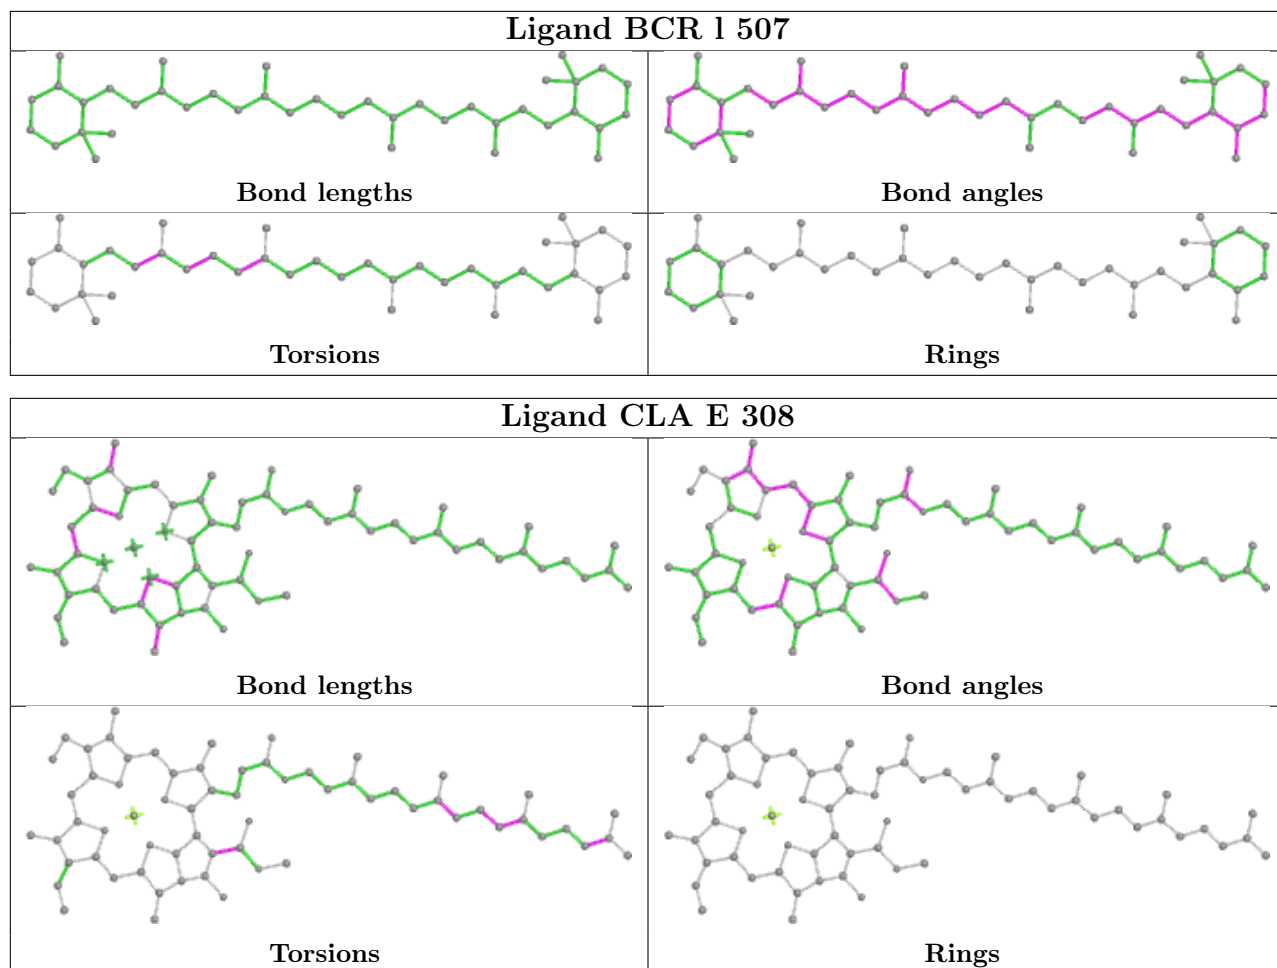 Ligand BCR l 507
Bond lengths
Bond angles
Torsions
Rings
Ligand CLA E 308
Bond lengths
Bond angles
Torsions
Rings